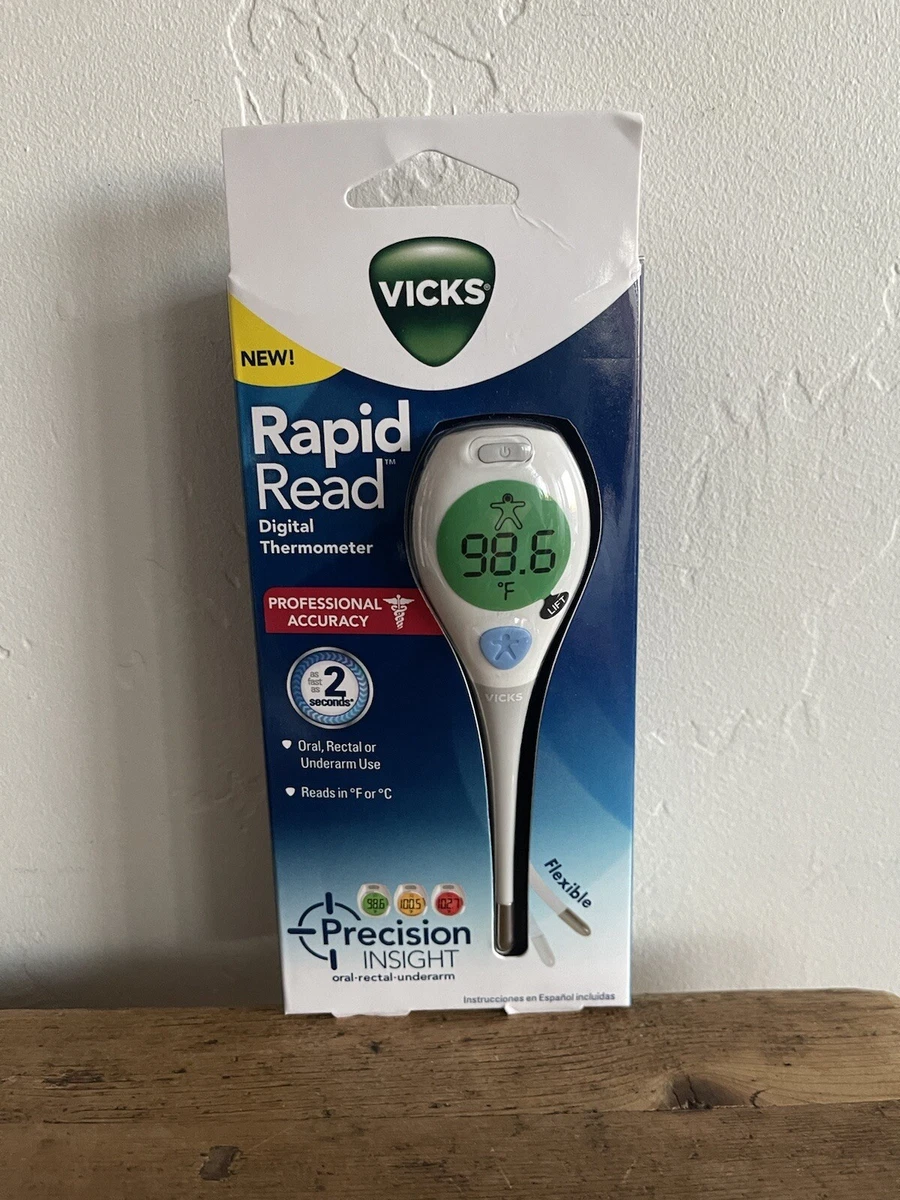 VICKS®
NEW!
Rapid
Read™
Digital
Thermometer
98.6
°F
LIFT
PROFESSIONAL
ACCURACY
as
fast
as
2
seconds*
VICKS
Oral, Rectal or
Underarm Use
Reads in °F or °C
Flexible
98.6 100.5 102.7
Precision
INSIGHT
oral-rectal-underarm
Instrucciones en Español incluidas